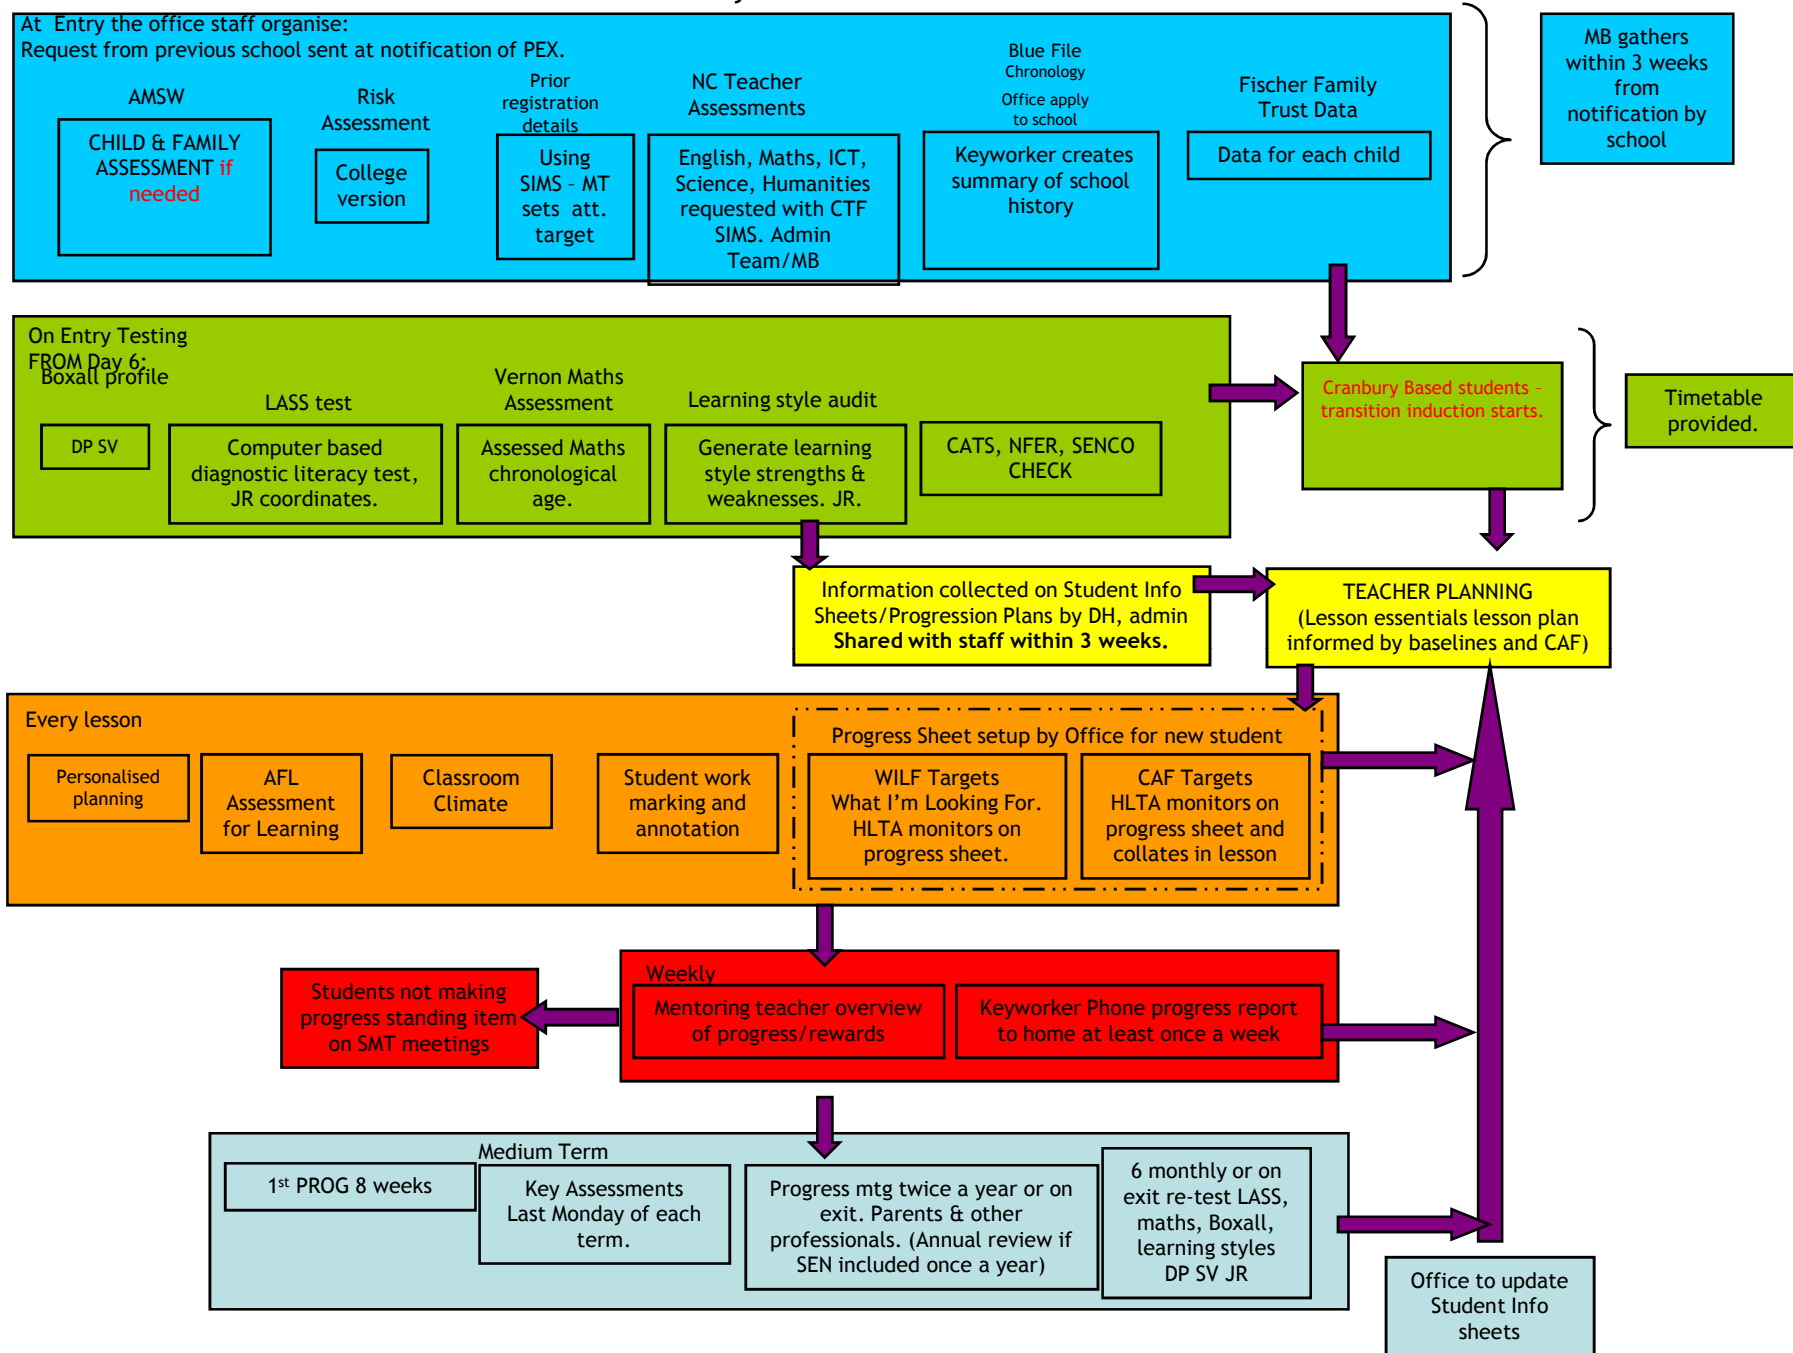 At Entry the office staff organise:
Request from previous school sent at notification of PEX.
AMSW
CHILD & FAMILY
ASSESSMENT if
needed
Risk
Assessment
College
version
Prior
registration
details
Using
SIMS – MT
sets att.
target
NC Teacher
Assessments
English, Maths, ICT,
Science, Humanities
requested with CTF
SIMS. Admin
Team/MB
Blue File
Chronology
Office apply
to school
Keyworker creates
summary of school
history
Fischer Family
Trust Data
Data for each child
MB gathers
within 3 weeks
from
notification by
school
On Entry Testing
FROM Day 6:
Boxall profile
DP SV
LASS test
Computer based
diagnostic literacy test,
JR coordinates.
Vernon Maths
Assessment
Assessed Maths
chronological
age.
Learning style audit
Generate learning
style strengths &
weaknesses. JR.
CATS, NFER, SENCO
CHECK
Cranbury Based students –
transition induction starts.
Timetable
provided.
Information collected on Student Info
Sheets/Progression Plans by DH, admin
Shared with staff within 3 weeks.
TEACHER PLANNING
(Lesson essentials lesson plan
informed by baselines and CAF)
Every lesson
Personalised
planning
AFL
Assessment
for Learning
Classroom
Climate
Student work
marking and
annotation
Progress Sheet setup by Office for new student
WILF Targets
What I'm Looking For.
HLTA monitors on
progress sheet.
CAF Targets
HLTA monitors on
progress sheet and
collates in lesson
Students not making
progress standing item
on SMT meetings
Weekly
Mentoring teacher overview
of progress/rewards
Keyworker Phone progress report
to home at least once a week
Medium Term
1st PROG 8 weeks
Key Assessments
Last Monday of each
term.
Progress mtg twice a year or on
exit. Parents & other
professionals. (Annual review if
SEN included once a year)
6 monthly or on
exit re-test LASS,
maths, Boxall,
learning styles
DP SV JR
Office to update
Student Info
sheets